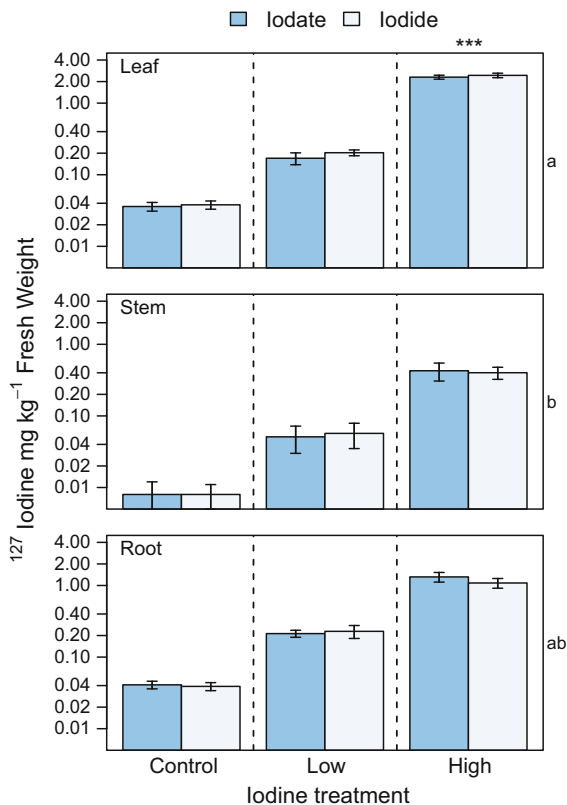 Iodate Iodide
***
Leaf
4.00
2.00
1.00
0.40
0.20
0.10
0.04
0.02
0.01
a
Stem
4.00
2.00
1.00
0.40
0.20
0.10
0.04
0.02
0.01
b
Root
4.00
2.00
1.00
0.40
0.20
0.10
0.04
0.02
0.01
ab
¹²⁷ Iodine mg kg⁻¹ Fresh Weight
Control Low High
Iodine treatment